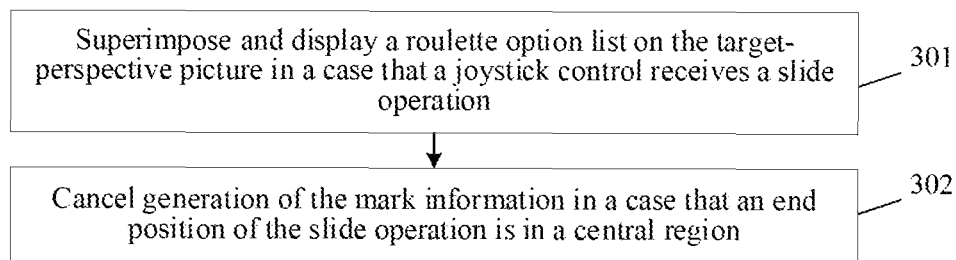 Superimpose and display a roulette option list on the target-
perspective picture in a case that a joystick control receives a slide
operation
301
Cancel generation of the mark information in a case that an end
position of the slide operation is in a central region
302